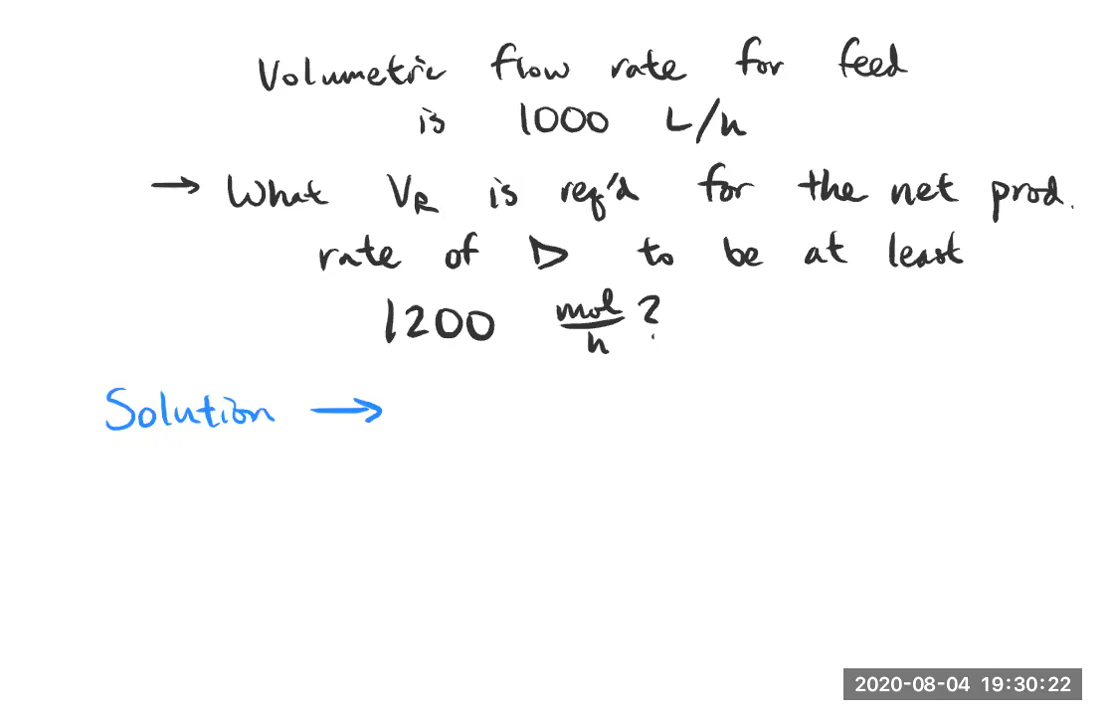 Volumetric flow rate for feed
is 1000 L/h
→ What V_R is req'd for the net prod.
rate of D to be at least
1200 mol/h ?
Solution →
2020-08-04 19:30:22